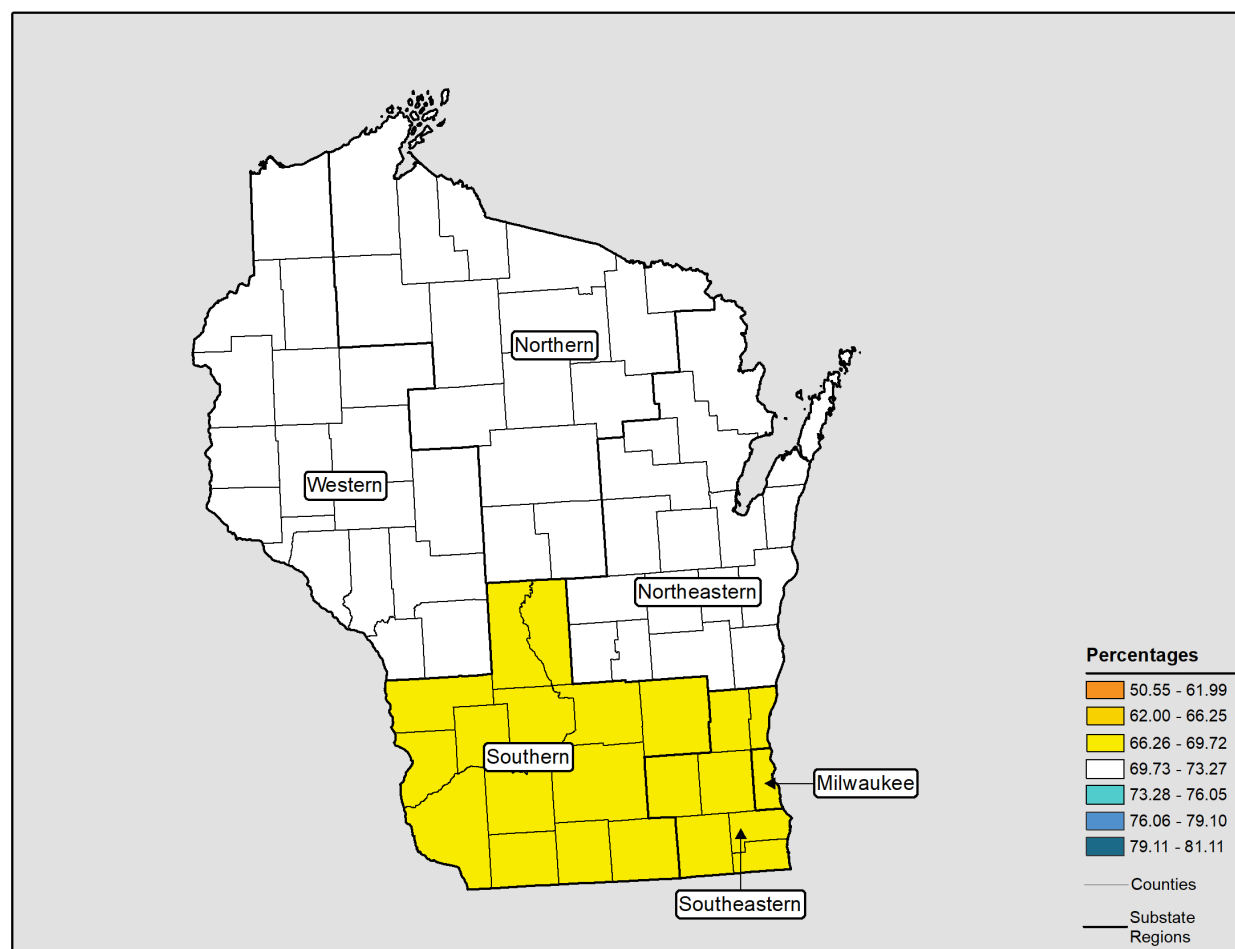 Northern
Western
Northeastern
Southern
Milwaukee
Southeastern
Percentages
50.55 - 61.99
62.00 - 66.25
66.26 - 69.72
69.73 - 73.27
73.28 - 76.05
76.06 - 79.10
79.11 - 81.11
Counties
Substate
Regions